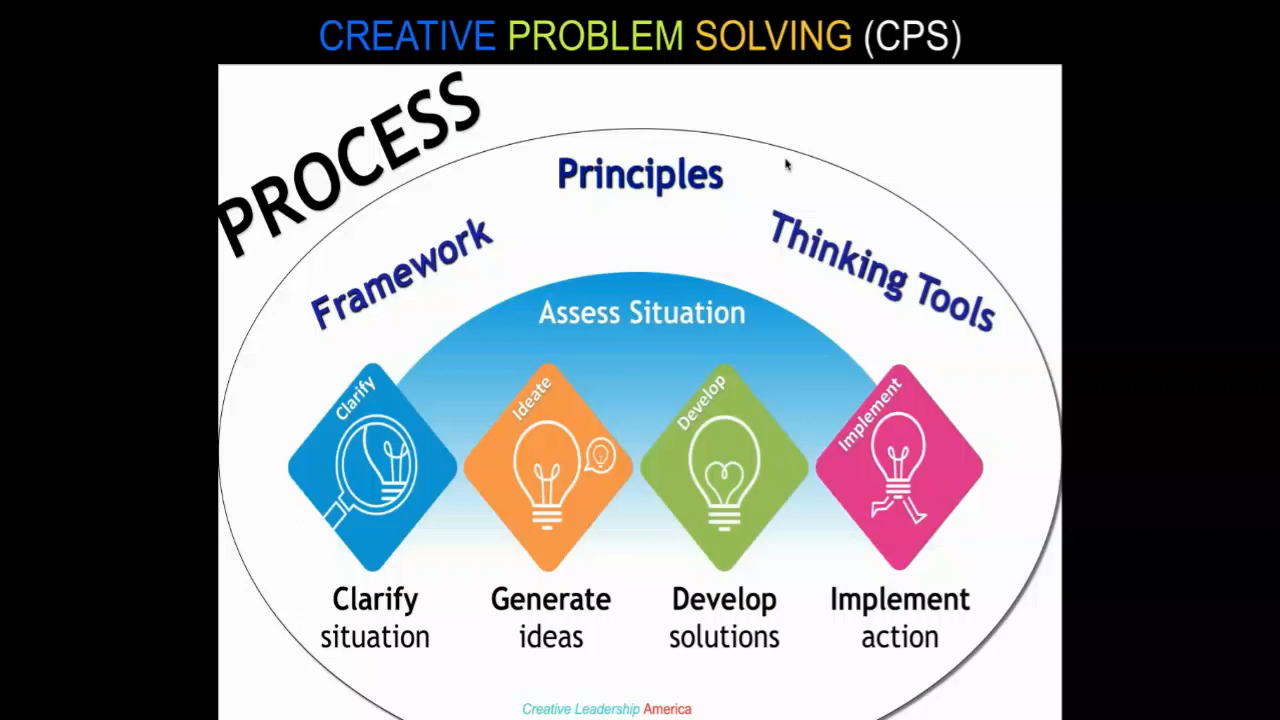 CREATIVE PROBLEM SOLVING (CPS)
PROCESS
Principles
Framework
Thinking Tools
Assess Situation
Clarify
Ideate
Develop
Implement
Clarify
situation
Generate
ideas
Develop
solutions
Implement
action
Creative Leadership America